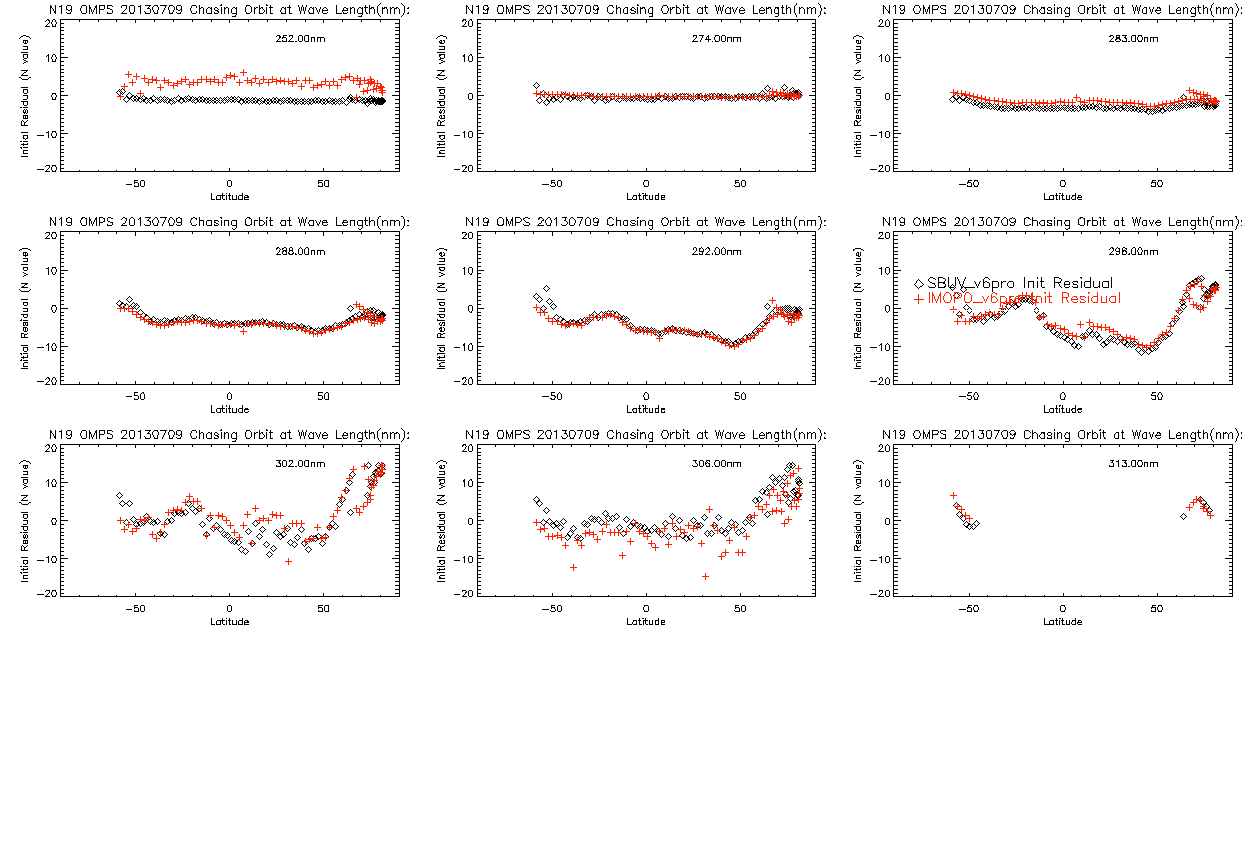 N19 OMPS 20130709 Chasing Orbit at Wave Length(nm):
252.00nm
Initial Residual (N value)
20
10
0
−10
−20
−50
0
50
Latitude
N19 OMPS 20130709 Chasing Orbit at Wave Length(nm):
274.00nm
Initial Residual (N value)
20
10
0
−10
−20
−50
0
50
Latitude
N19 OMPS 20130709 Chasing Orbit at Wave Length(nm):
283.00nm
Initial Residual (N value)
20
10
0
−10
−20
−50
0
50
Latitude
N19 OMPS 20130709 Chasing Orbit at Wave Length(nm):
288.00nm
Initial Residual (N value)
20
10
0
−10
−20
−50
0
50
Latitude
N19 OMPS 20130709 Chasing Orbit at Wave Length(nm):
292.00nm
Initial Residual (N value)
20
10
0
−10
−20
−50
0
50
Latitude
N19 OMPS 20130709 Chasing Orbit at Wave Length(nm):
298.00nm
SBUV_v6pro Init Residual
IMOPO_v6pro Init Residual
Initial Residual (N value)
20
10
0
−10
−20
−50
0
50
Latitude
N19 OMPS 20130709 Chasing Orbit at Wave Length(nm):
302.00nm
Initial Residual (N value)
20
10
0
−10
−20
−50
0
50
Latitude
N19 OMPS 20130709 Chasing Orbit at Wave Length(nm):
306.00nm
Initial Residual (N value)
20
10
0
−10
−20
−50
0
50
Latitude
N19 OMPS 20130709 Chasing Orbit at Wave Length(nm):
313.00nm
Initial Residual (N value)
20
10
0
−10
−20
−50
0
50
Latitude